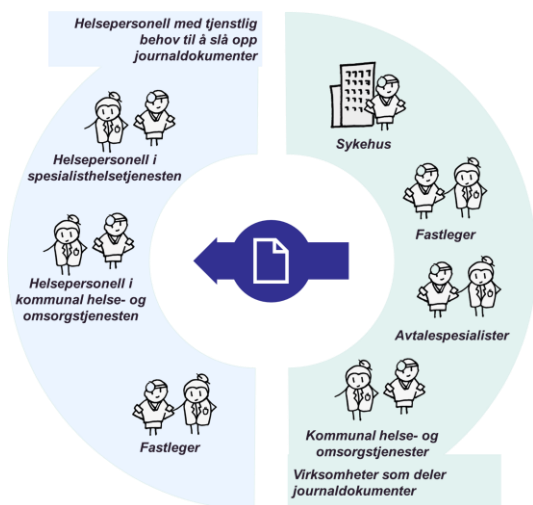 Helsepersonell med tjenstlig
behov til å slå opp
journaldokumenter
Helsepersonell i
spesialisthelsetjenesten
Helsepersonell i
kommunal helse- og
omsorgstjenesten
Fastleger
Sykehus
Fastleger
Avtalespesialister
Kommunal helse- og
omsorgstjenester
Virksomheter som deler
journaldokumenter